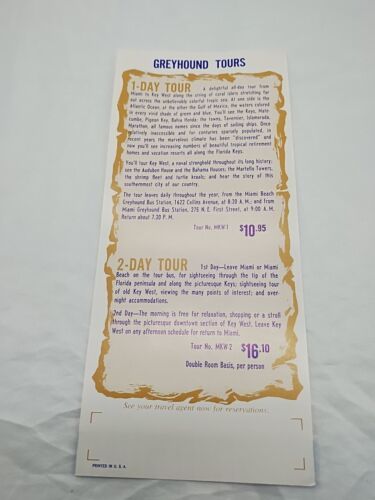 GREYHOUND TOURS
1-DAY TOUR A delightful all-day tour from
Miami to Key West along the string of coral islets stretching far
out across the unbelievably colorful tropic sea. At one side is the
Atlantic Ocean, at the other the Gulf of Mexico, the waters colored
in every vivid shade of green and blue. You'll see the Keys, Mate-
cumbe, Pigeon Key, Bahia Honda; the towns, Tavernier, Islamorada,
Marathon, all famous names since the days of sailing ships. Once
relatively inaccessible and for centuries sparsely populated, in
recent years the marvelous climate has been "discovered" and
now you'll see increasing numbers of beautiful tropical retirement
homes and vacation resorts all along the Florida Keys.
You'll tour Key West, a naval stronghold throughout its long history;
see the Audubon House and the Bahama Houses; the Martello Towers,
the shrimp fleet and turtle kraals; and hear the story of this
southernmost city of our country.
The tour leaves daily throughout the year, from the Miami Beach
Greyhound Bus Station, 1622 Collins Avenue, at 8:30 A.M.; and from
Miami Greyhound Bus Station, 275 N.E. First Street, at 9:00 A.M.
Return about 7:30 P.M.
Tour No. MKW-1 $10.95
2-DAY TOUR 1st Day—Leave Miami or Miami
Beach on the tour bus, for sightseeing through the tip of the
Florida peninsula and along the picturesque Keys; sightseeing tour
of old Key West, viewing the many points of interest; and over-
night accommodations.
2nd Day—The morning is free for relaxation, shopping or a stroll
through the picturesque downtown section of Key West. Leave Key
West on any afternoon schedule for return to Miami.
Tour No. MKW-2 $16.10
Double Room Basis, per person
See your travel agent now for reservations.
PRINTED IN U. S. A.